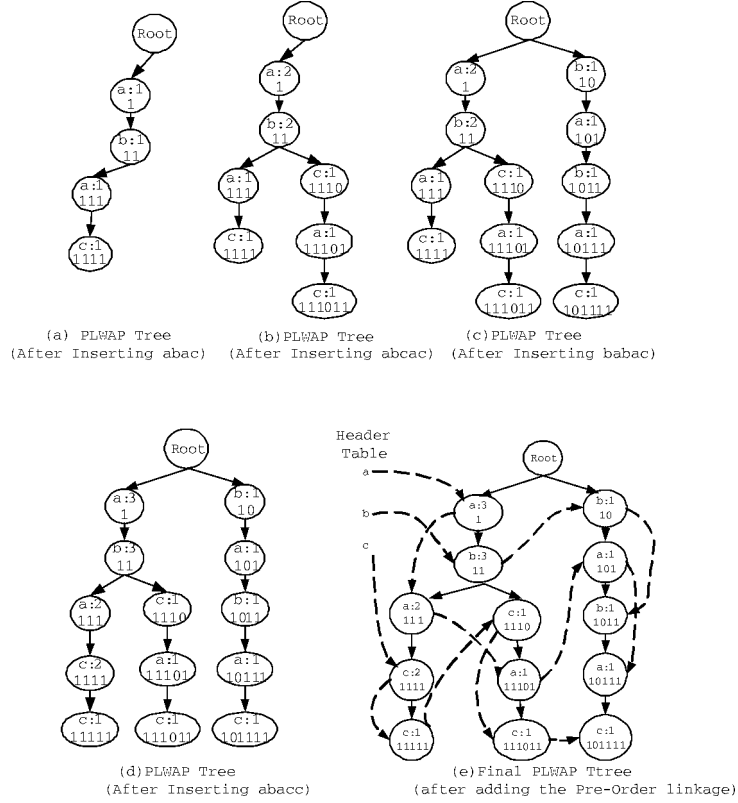 Root
a:1
1
b:1
11
a:1
111
c:1
1111
(a) PLWAP Tree
(After Inserting abac)
Root
a:2
1
b:2
11
a:1
111
c:1
1110
c:1
1111
a:1
11101
c:1
111011
(b)PLWAP Tree
(After Inserting abcac)
Root
a:2
1
b:1
10
b:2
11
a:1
101
a:1
111
c:1
1110
b:1
1011
c:1
1111
a:1
11101
a:1
10111
c:1
111011
c:1
101111
(c)PLWAP Tree
(After Inserting babac)
Root
a:3
1
b:1
10
b:3
11
a:1
101
a:2
111
c:1
1110
b:1
1011
c:2
1111
a:1
11101
a:1
10111
c:1
11111
c:1
111011
c:1
101111
(d)PLWAP Tree
(After Inserting abacc)
Header
Table
a
b
c
Root
a:3
1
b:1
10
b:3
11
a:1
101
a:2
111
c:1
1110
b:1
1011
c:2
1111
a:1
11101
a:1
10111
c:1
11111
c:1
111011
c:1
101111
(e)Final PLWAP Ttree
(after adding the Pre-Order linkage)